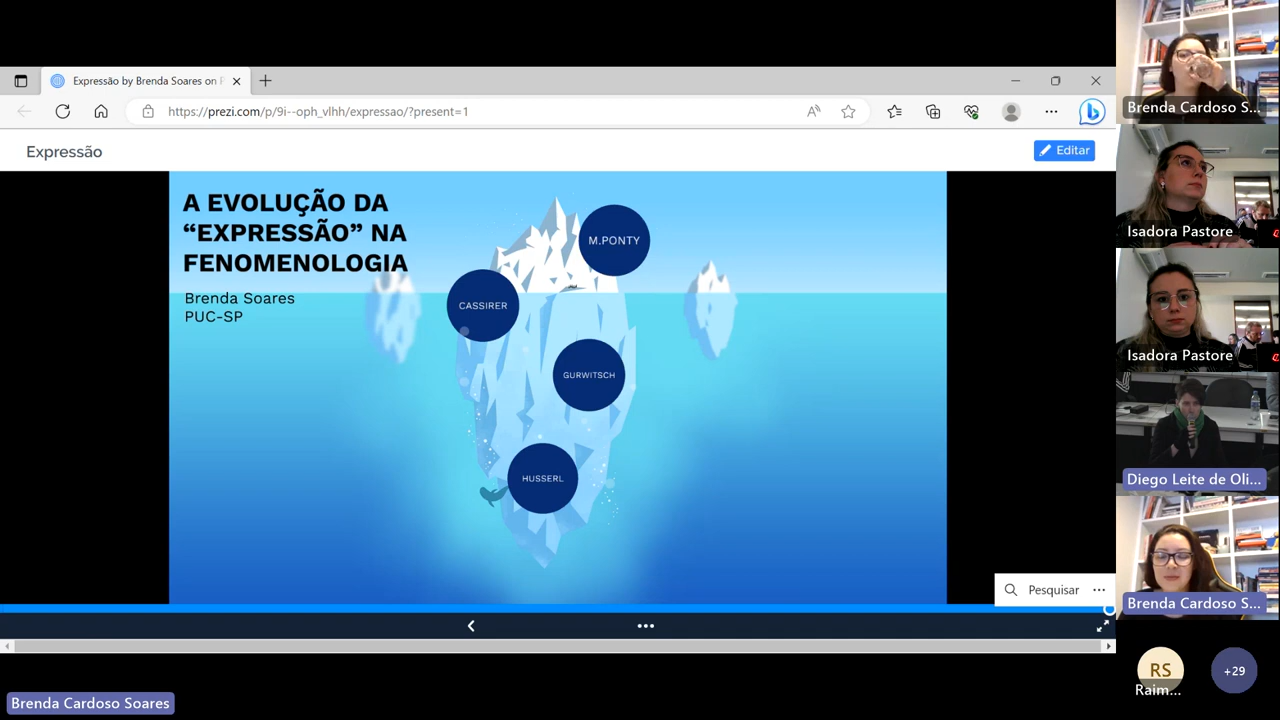 Expressão by Brenda Soares on P
https://prezi.com/p/9i--oph_vlhh/expressao/?present=1
Expressão
Editar
A EVOLUÇÃO DA
“EXPRESSÃO” NA
FENOMENOLOGIA
Brenda Soares
PUC-SP
M.PONTY
CASSIRER
GURWITSCH
HUSSERL
Pesquisar
Brenda Cardoso Soares
Brenda Cardoso S...
Isadora Pastore
Isadora Pastore
Diego Leite de Oli...
Brenda Cardoso S...
RS
Raim...
+29